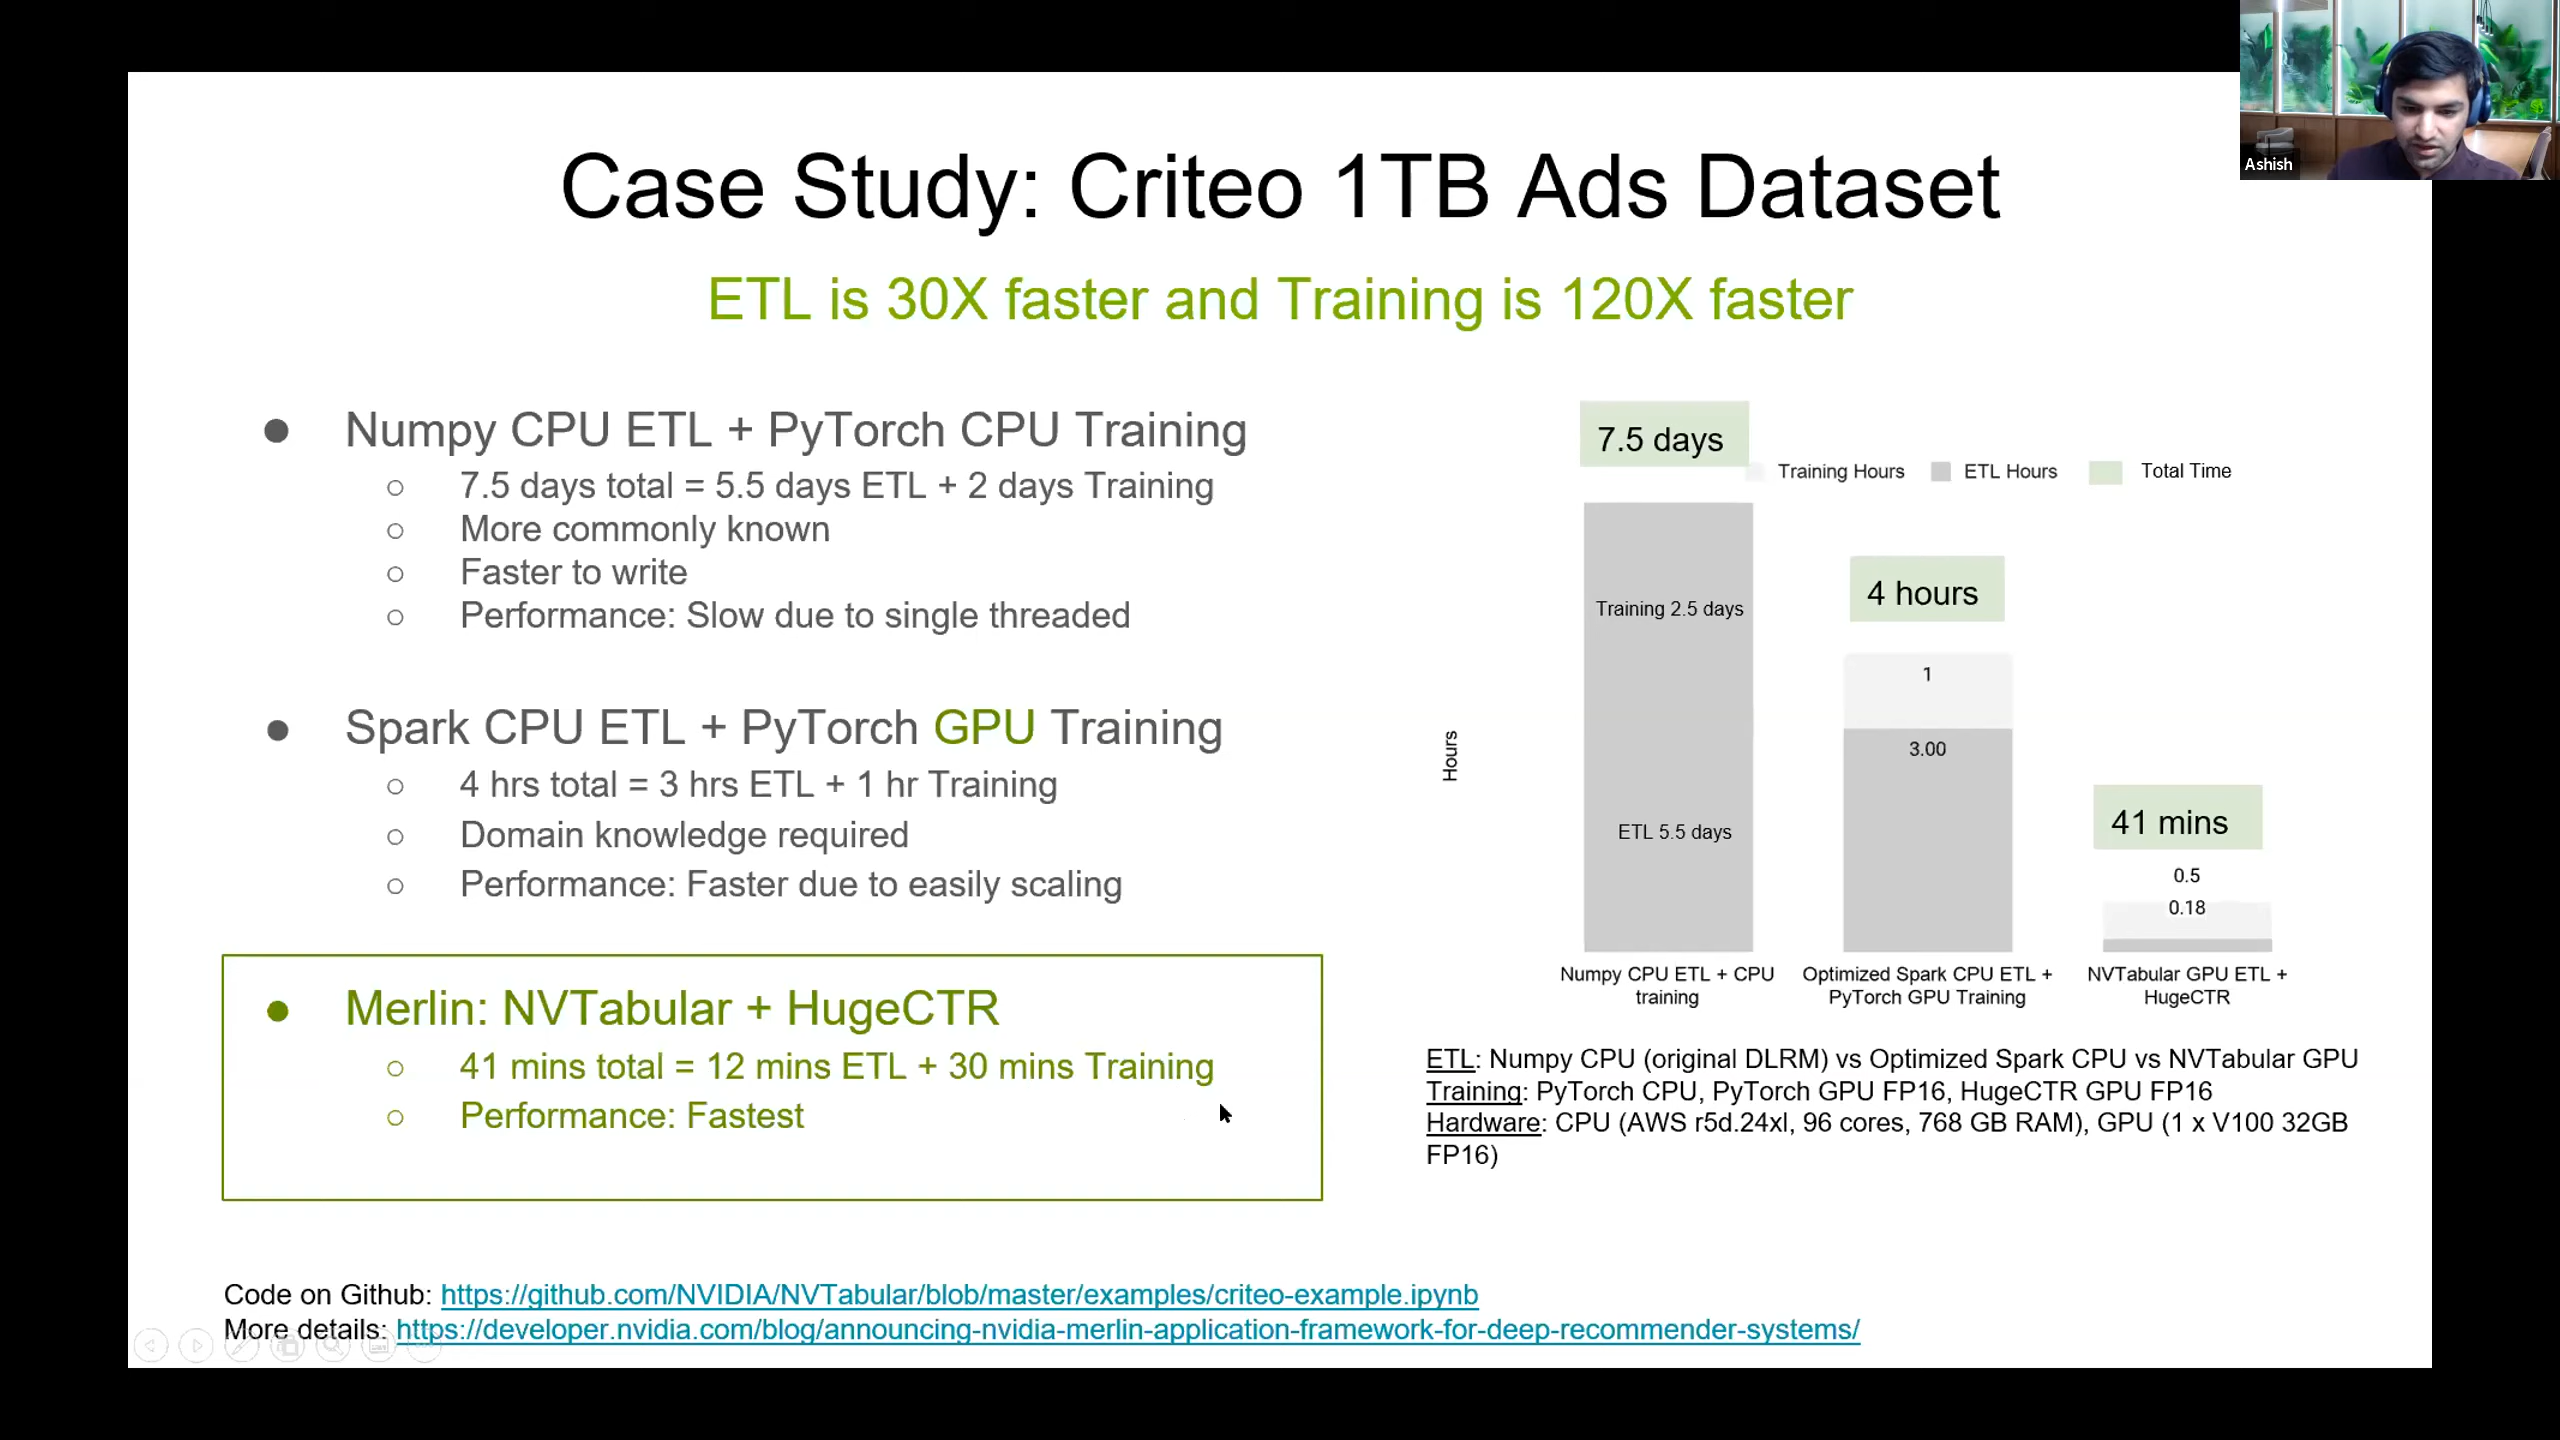 Ashish
Case Study: Criteo 1TB Ads Dataset
ETL is 30X faster and Training is 120X faster
● Numpy CPU ETL + PyTorch CPU Training
○ 7.5 days total = 5.5 days ETL + 2 days Training
○ More commonly known
○ Faster to write
○ Performance: Slow due to single threaded
● Spark CPU ETL + PyTorch GPU Training
○ 4 hrs total = 3 hrs ETL + 1 hr Training
○ Domain knowledge required
○ Performance: Faster due to easily scaling
● Merlin: NVTabular + HugeCTR
○ 41 mins total = 12 mins ETL + 30 mins Training
○ Performance: Fastest
7.5 days
Training Hours ETL Hours Total Time
4 hours
Training 2.5 days
1
3.00
Hours
ETL 5.5 days
41 mins
0.5
0.18
Numpy CPU ETL + CPU
training
Optimized Spark CPU ETL +
PyTorch GPU Training
NVTabular GPU ETL +
HugeCTR
ETL: Numpy CPU (original DLRM) vs Optimized Spark CPU vs NVTabular GPU
Training: PyTorch CPU, PyTorch GPU FP16, HugeCTR GPU FP16
Hardware: CPU (AWS r5d.24xl, 96 cores, 768 GB RAM), GPU (1 x V100 32GB
FP16)
Code on Github: https://github.com/NVIDIA/NVTabular/blob/master/examples/criteo-example.ipynb
More details: https://developer.nvidia.com/blog/announcing-nvidia-merlin-application-framework-for-deep-recommender-systems/